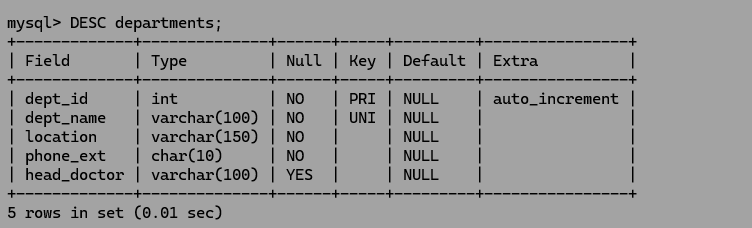 mysql> DESC departments;
+-------------+--------------+------+-----+---------+----------------+
| Field       | Type         | Null | Key | Default | Extra          |
+-------------+--------------+------+-----+---------+----------------+
| dept_id     | int          | NO   | PRI | NULL    | auto_increment |
| dept_name   | varchar(100) | NO   | UNI | NULL    |                |
| location    | varchar(150) | NO   |     | NULL    |                |
| phone_ext   | char(10)     | NO   |     | NULL    |                |
| head_doctor | varchar(100) | YES  |     | NULL    |                |
+-------------+--------------+------+-----+---------+----------------+
5 rows in set (0.01 sec)